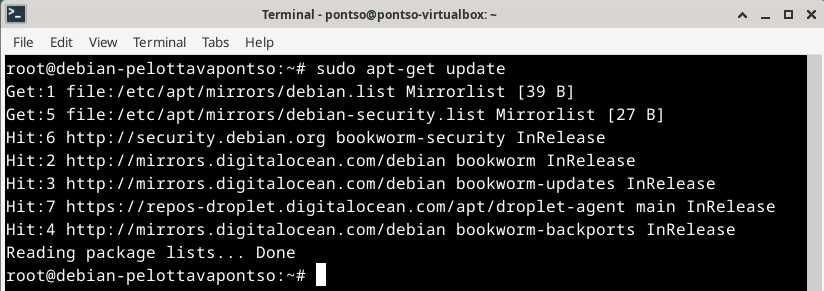 Terminal - pontso@pontso-virtualbox: ~
File Edit View Terminal Tabs Help
root@debian-pelottavapontso:~# sudo apt-get update
Get:1 file:/etc/apt/mirrors/debian.list Mirrorlist [39 B]
Get:5 file:/etc/apt/mirrors/debian-security.list Mirrorlist [27 B]
Hit:6 http://security.debian.org bookworm-security InRelease
Hit:2 http://mirrors.digitalocean.com/debian bookworm InRelease
Hit:3 http://mirrors.digitalocean.com/debian bookworm-updates InRelease
Hit:7 https://repos-droplet.digitalocean.com/apt/droplet-agent main InRelease
Hit:4 http://mirrors.digitalocean.com/debian bookworm-backports InRelease
Reading package lists... Done
root@debian-pelottavapontso:~#